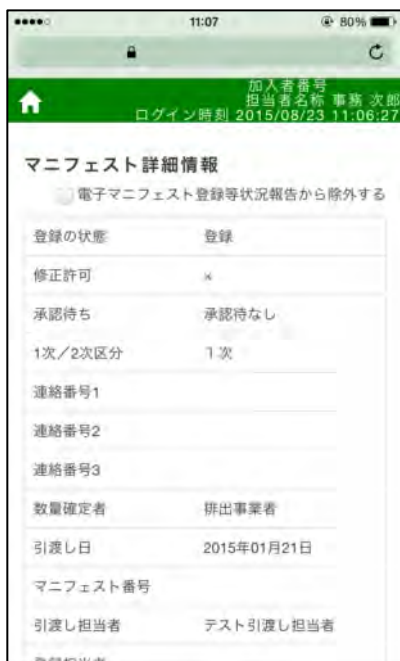 11:07 80%
加入者番号
担当者名称 事務 次郎
ログイン時刻 2015/08/23 11:06:27
マニフェスト詳細情報
電子マニフェスト登録等状況報告から除外する
登録の状態 登録
修正許可 ×
承認待ち 承認待なし
1次/2次区分 1次
連絡番号1
連絡番号2
連絡番号3
数量確定者 排出事業者
引渡し日 2015年01月21日
マニフェスト番号
引渡し担当者 テスト引渡し担当者